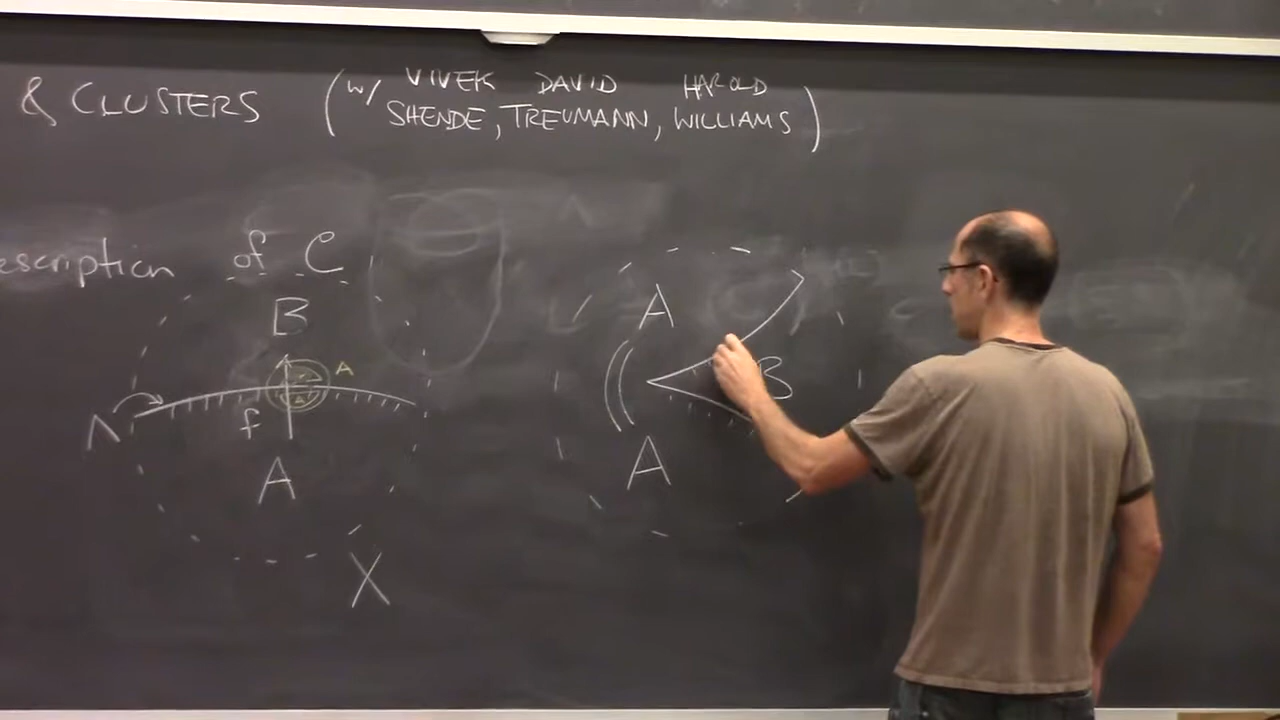 & CLUSTERS (w/ VIVEK SHENDE, DAVID TREUMANN, HAROLD WILLIAMS)
escription of C
B
A
Λ
f
A
X
A
B
A